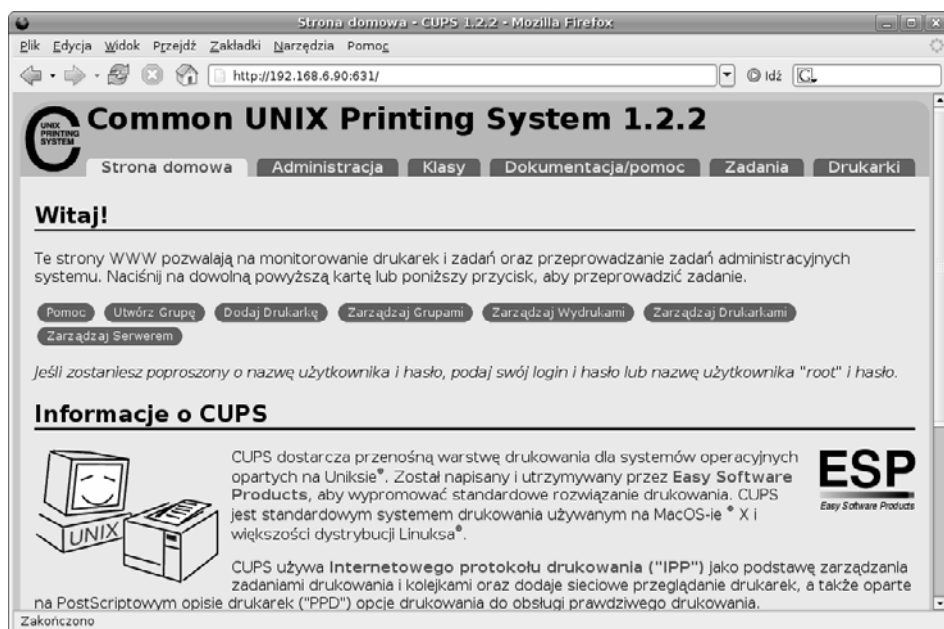 Strona domowa - CUPS 1.2.2 - Mozilla Firefox
Plik Edycja Widok Przejdź Zakładki Narzędzia Pomoc
http://192.168.6.90:631/ Idź
UNIX
PRINTING
SYSTEM
Common UNIX Printing System 1.2.2
Strona domowa Administracja Klasy Dokumentacja/pomoc Zadania Drukarki
Witaj!
Te strony WWW pozwalają na monitorowanie drukarek i zadań oraz przeprowadzanie zadań administracyjnych
systemu. Naciśnij na dowolną powyższą kartę lub poniższy przycisk, aby przeprowadzić zadanie.
Pomoc Utwórz Grupę Dodaj Drukarkę Zarządzaj Grupami Zarządzaj Wydrukami Zarządzaj Drukarkami
Zarządzaj Serwerem
Jeśli zostaniesz poproszony o nazwę użytkownika i hasło, podaj swój login i hasło lub nazwę użytkownika "root" i hasło.
Informacje o CUPS
UNIX
CUPS dostarcza przenośną warstwę drukowania dla systemów operacyjnych
opartych na Uniksie®. Został napisany i utrzymywany przez Easy Software
Products, aby wypromować standardowe rozwiązanie drukowania. CUPS
jest standardowym systemem drukowania używanym na MacOS-ie ® X i
większości dystrybucji Linuksa®.
ESP
Easy Software Products
CUPS używa Internetowego protokołu drukowania ("IPP") jako podstawę zarządzania
zadaniami drukowania i kolejkami oraz dodaje sieciowe przeglądanie drukarek, a także oparte
na PostScriptowym opisie drukarek ("PPD") opcje drukowania do obsługi prawdziwego drukowania.
Zakończono